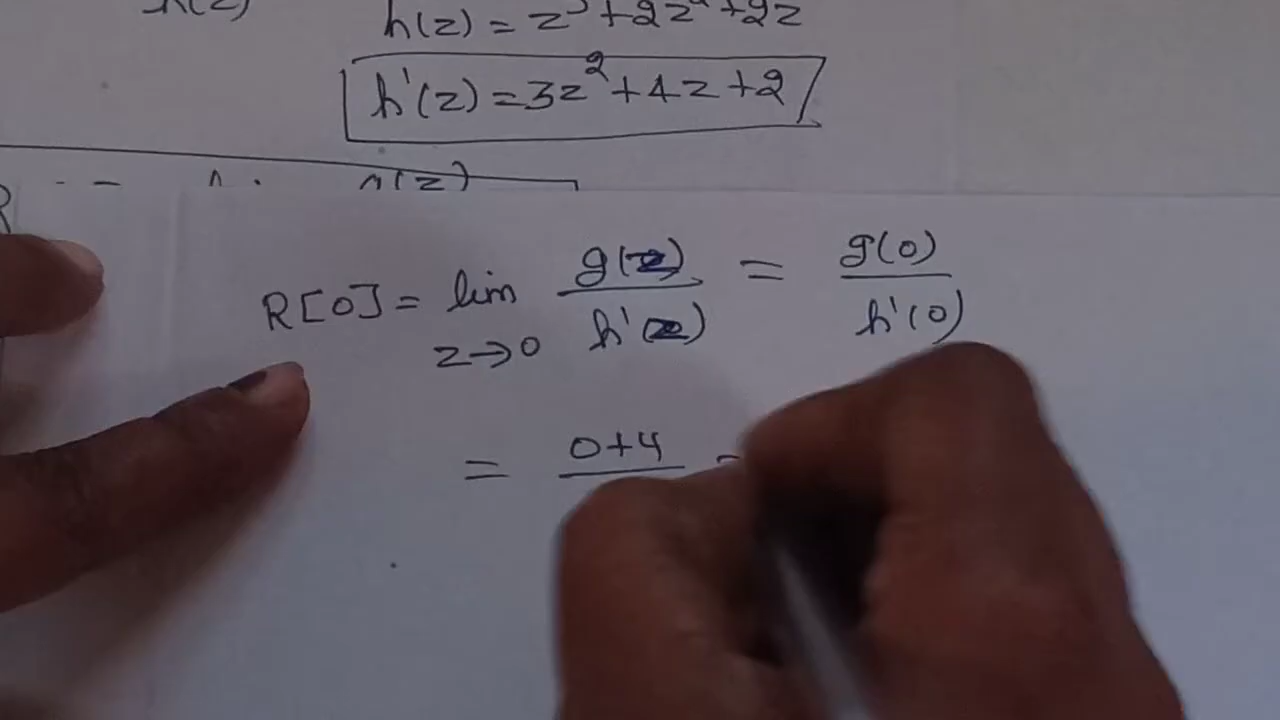 h(z) = z³ + 2z² + 2z
h'(z) = 3z² + 4z + 2
R[0] = lim z→0 g(z)/h'(z) = g(0)/h'(0)
= 0+4